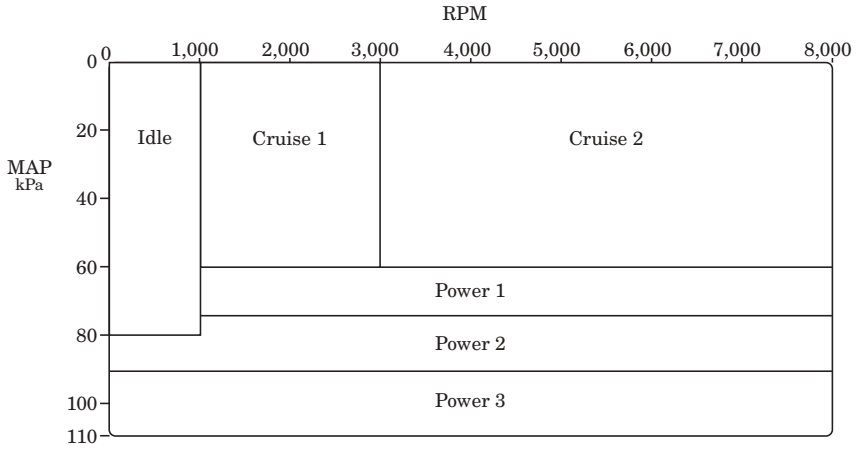 RPM
0 1,000 2,000 3,000 4,000 5,000 6,000 7,000 8,000
0
20
Idle
Cruise 1
Cruise 2
MAP
kPa
40
60
Power 1
80
Power 2
100
Power 3
110